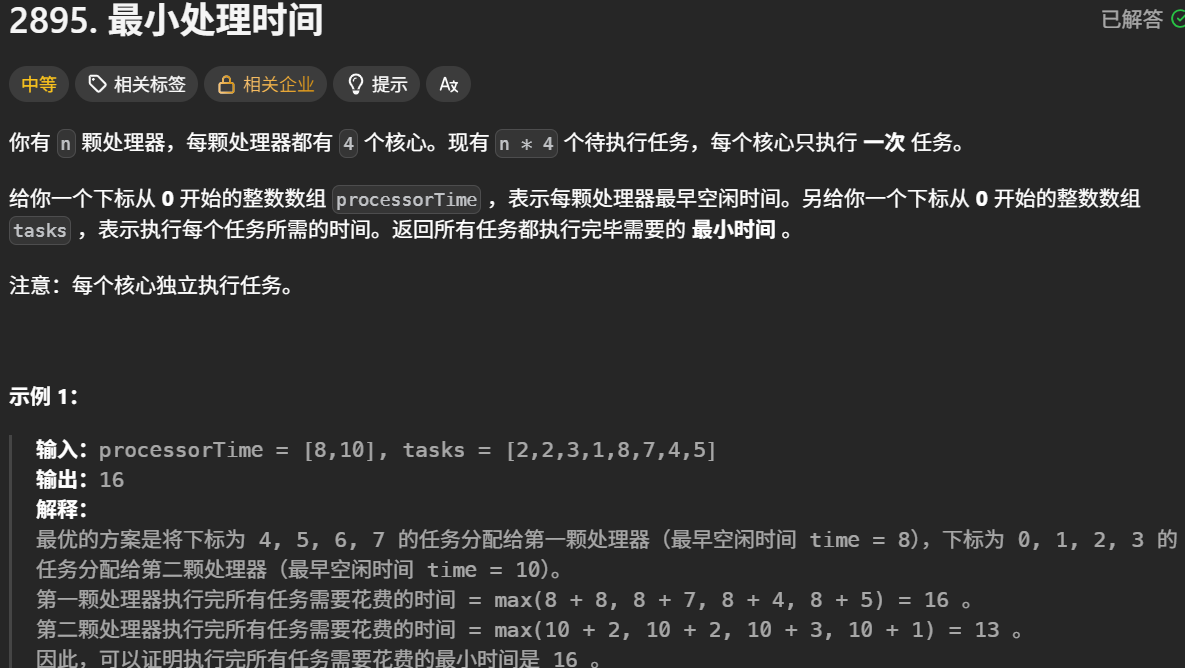 2895. 最小处理时间
已解答
中等 相关标签 相关企业 提示 Aあ
你有 n 颗处理器，每颗处理器都有 4 个核心。现有 n * 4 个待执行任务，每个核心只执行 一次 任务。
给你一个下标从 0 开始的整数数组 processorTime ，表示每颗处理器最早空闲时间。另给你一个下标从 0 开始的整数数组
tasks ，表示执行每个任务所需的时间。返回所有任务都执行完毕需要的 最小时间 。
注意：每个核心独立执行任务。
示例 1：
输入：processorTime = [8,10], tasks = [2,2,3,1,8,7,4,5]
输出：16
解释：
最优的方案是将下标为 4, 5, 6, 7 的任务分配给第一颗处理器（最早空闲时间 time = 8），下标为 0, 1, 2, 3 的
任务分配给第二颗处理器（最早空闲时间 time = 10）。
第一颗处理器执行完所有任务需要花费的时间 = max(8 + 8, 8 + 7, 8 + 4, 8 + 5) = 16 。
第二颗处理器执行完所有任务需要花费的时间 = max(10 + 2, 10 + 2, 10 + 3, 10 + 1) = 13 。
因此，可以证明执行完所有任务需要花费的最小时间是 16 。